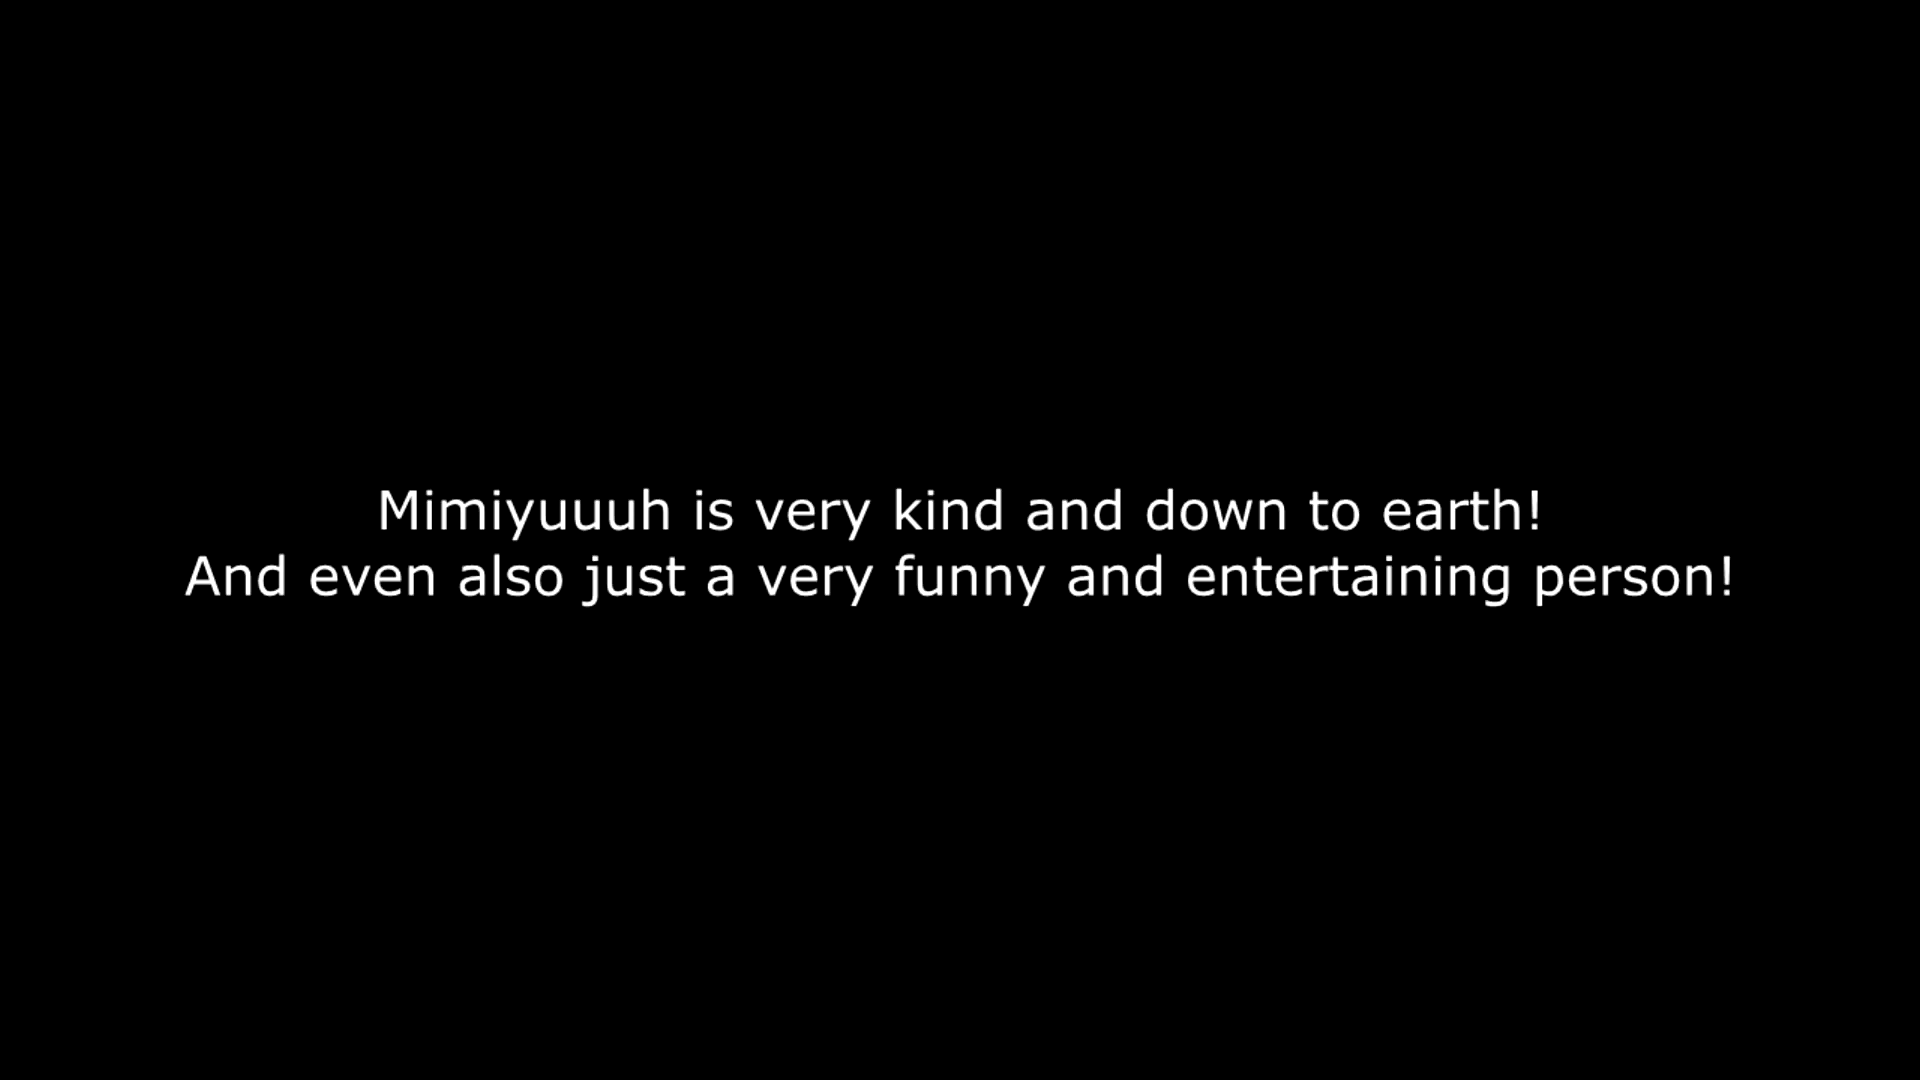 Mimiyuuuh is very kind and down to earth!
And even also just a very funny and entertaining person!